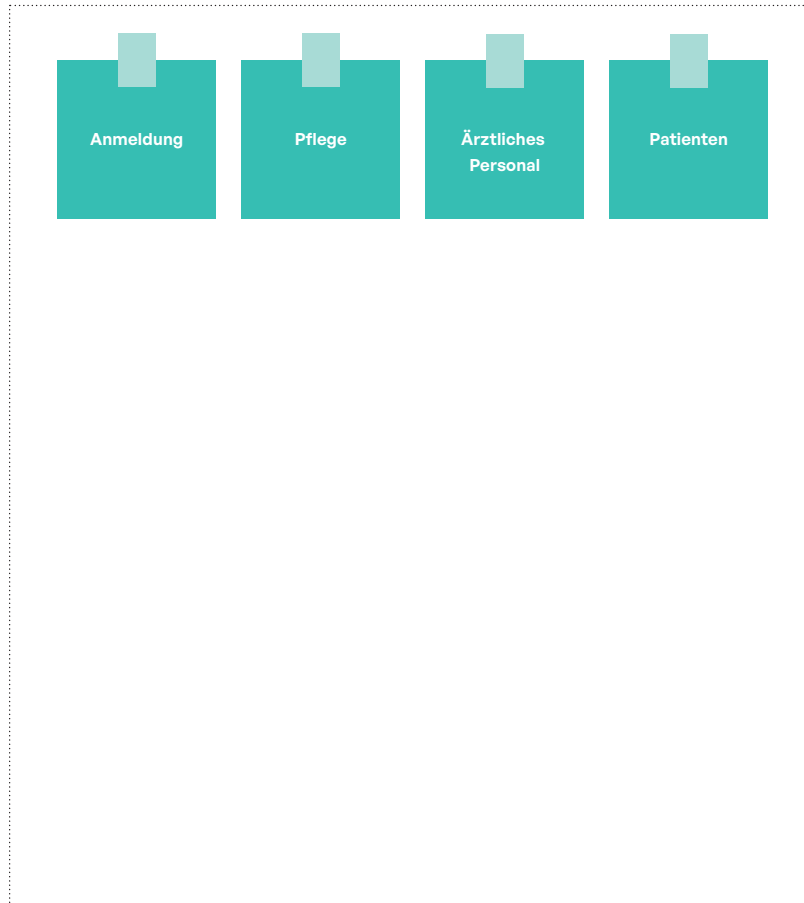 Anmeldung
Pflege
Ärztliches
Personal
Patienten